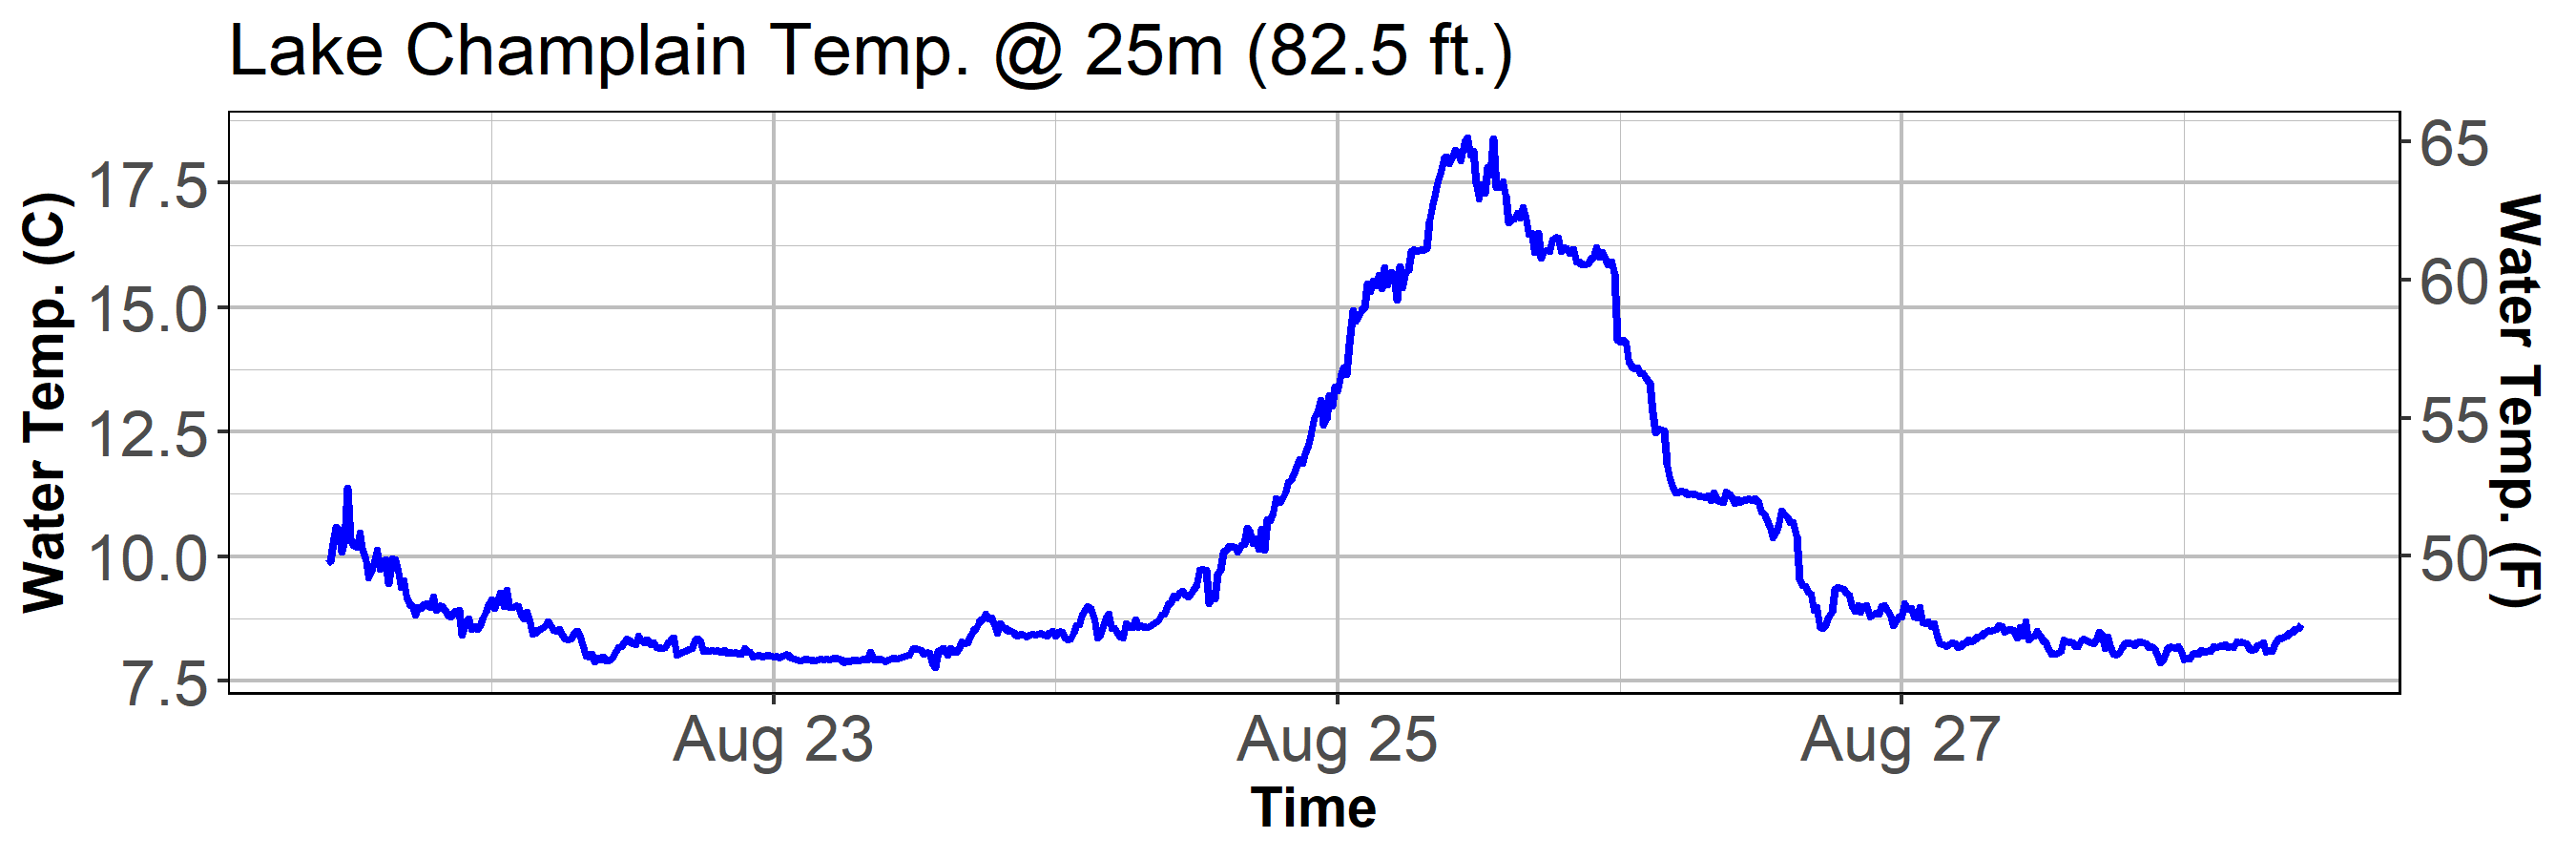 Lake Champlain Temp. @ 25m (82.5 ft.)
Water Temp. (C)
17.5
15.0
12.5
10.0
7.5
65
60
55
50
Water Temp. (F)
Aug 23
Aug 25
Aug 27
Time